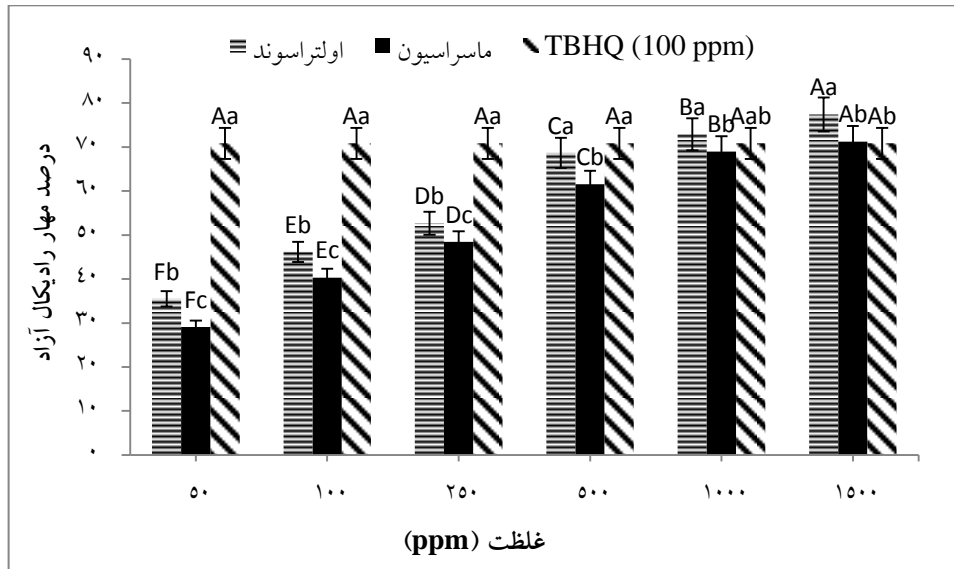 اولتراسوند ماسراسیون TBHQ (100 ppm)
درصد مهار رادیکال آزاد
۹۰
۸۰
۷۰
۶۰
۵۰
٤۰
۳۰
۲۰
۱۰
۰
Fb Fc Aa
Eb Ec Aa
Db Dc Aa
Ca Cb Aa
Ba Bb Aab
Aa Ab Ab
۵۰ ۱۰۰ ۲۵۰ ۵۰۰ ۱۰۰۰ ۱۵۰۰
غلظت (ppm)